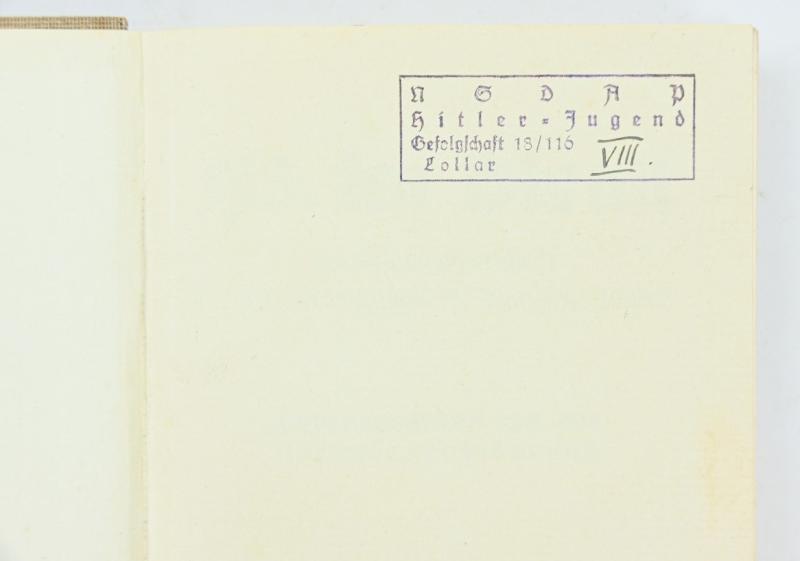 N S D A P
Hitler-Jugend
Gefolgschaft 18/116
Lollar
VIII.